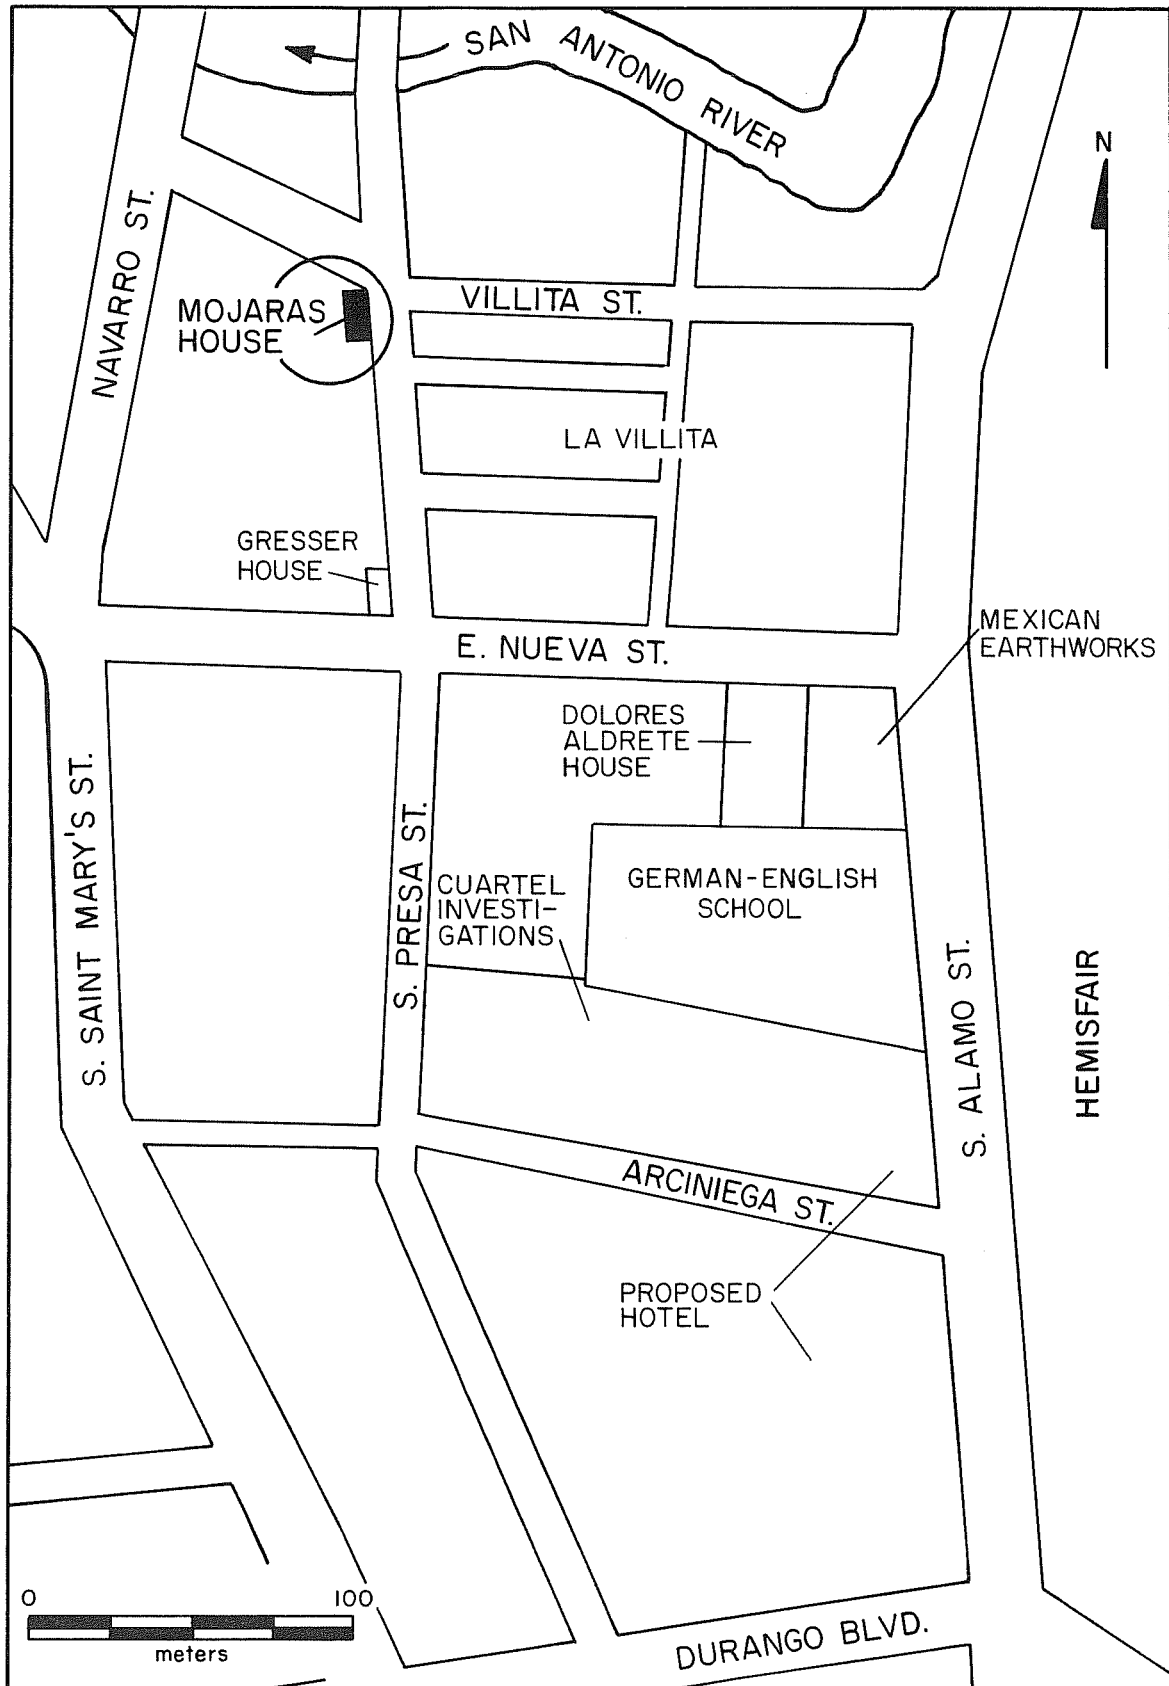 SAN ANTONIO RIVER
N
NAVARRO ST.
MOJARAS
HOUSE
VILLITA ST.
LA VILLITA
GRESSER
HOUSE
E. NUEVA ST.
MEXICAN
EARTHWORKS
DOLORES
ALDRETE
HOUSE
S. SAINT MARY'S ST.
S. PRESA ST.
CUARTEL
INVESTI-
GATIONS
GERMAN-ENGLISH
SCHOOL
S. ALAMO ST.
HEMISFAIR
ARCINIEGA ST.
PROPOSED
HOTEL
0 100
meters
DURANGO BLVD.